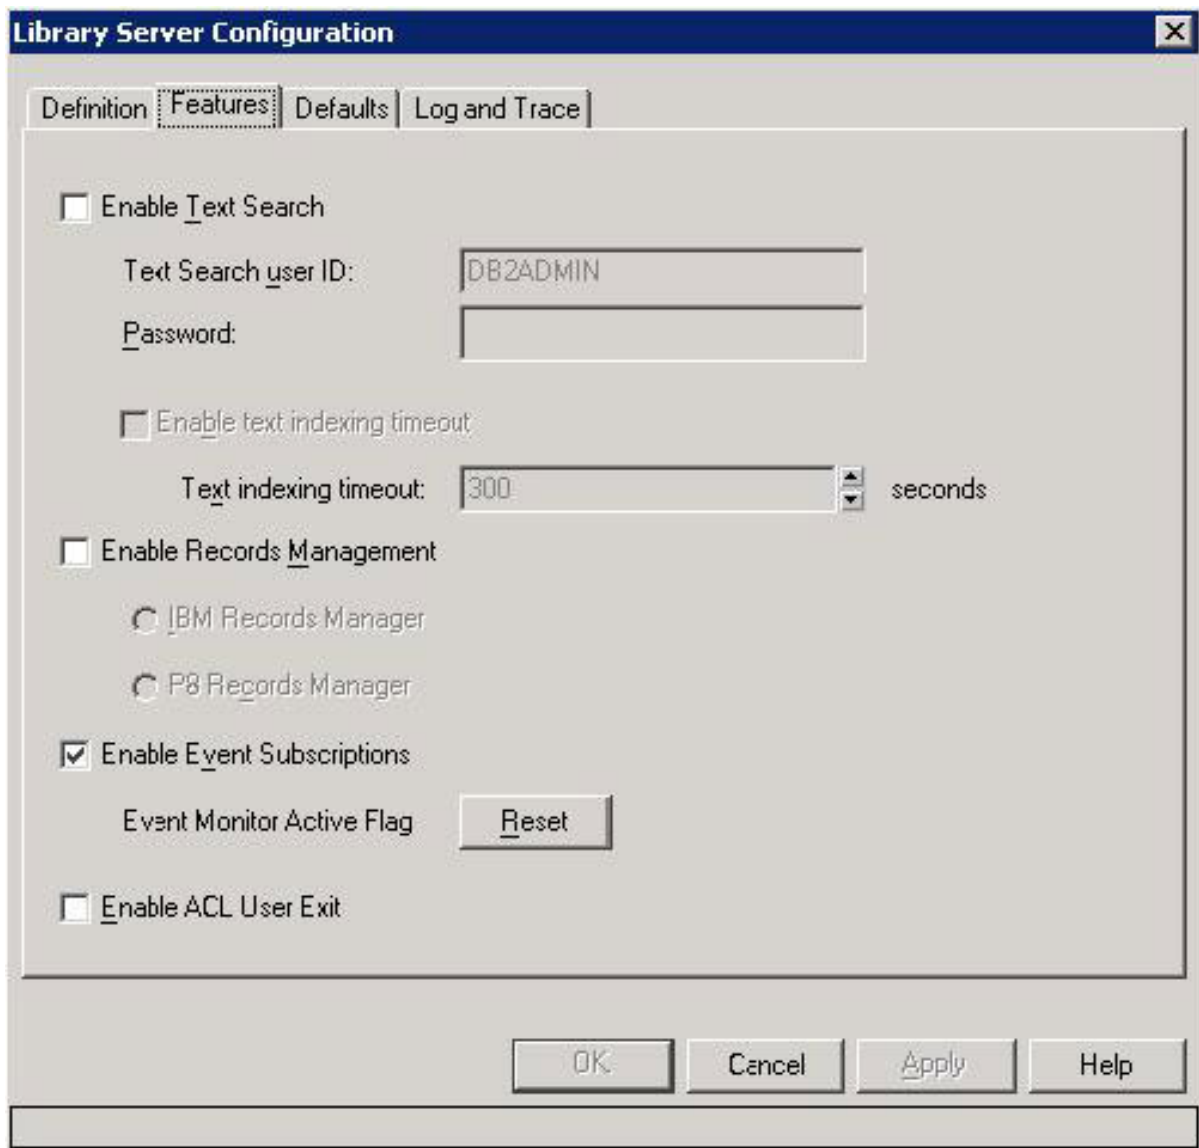 Library Server Configuration
Definition Features Defaults Log and Trace
Enable Text Search
Text Search user ID: DB2ADMIN
Password:
Enable text indexing timeout
Text indexing timeout: 300 seconds
Enable Records Management
IBM Records Manager
P8 Records Manager
Enable Event Subscriptions
Event Monitor Active Flag Reset
Enable ACL User Exit
OK Cancel Apply Help